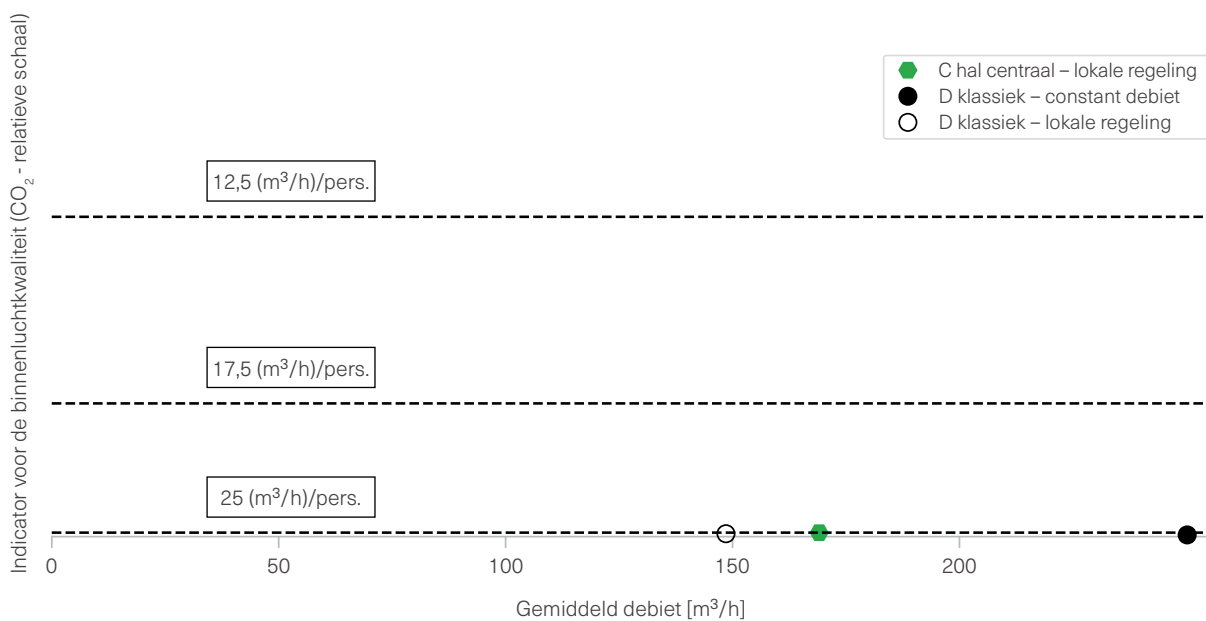 Indicator voor de binnenluchtkwaliteit (CO₂ - relatieve schaal)
C hal centraal – lokale regeling
D klassiek – constant debiet
D klassiek – lokale regeling
12,5 (m³/h)/pers.
17,5 (m³/h)/pers.
25 (m³/h)/pers.
0 50 100 150 200
Gemiddeld debiet [m³/h]